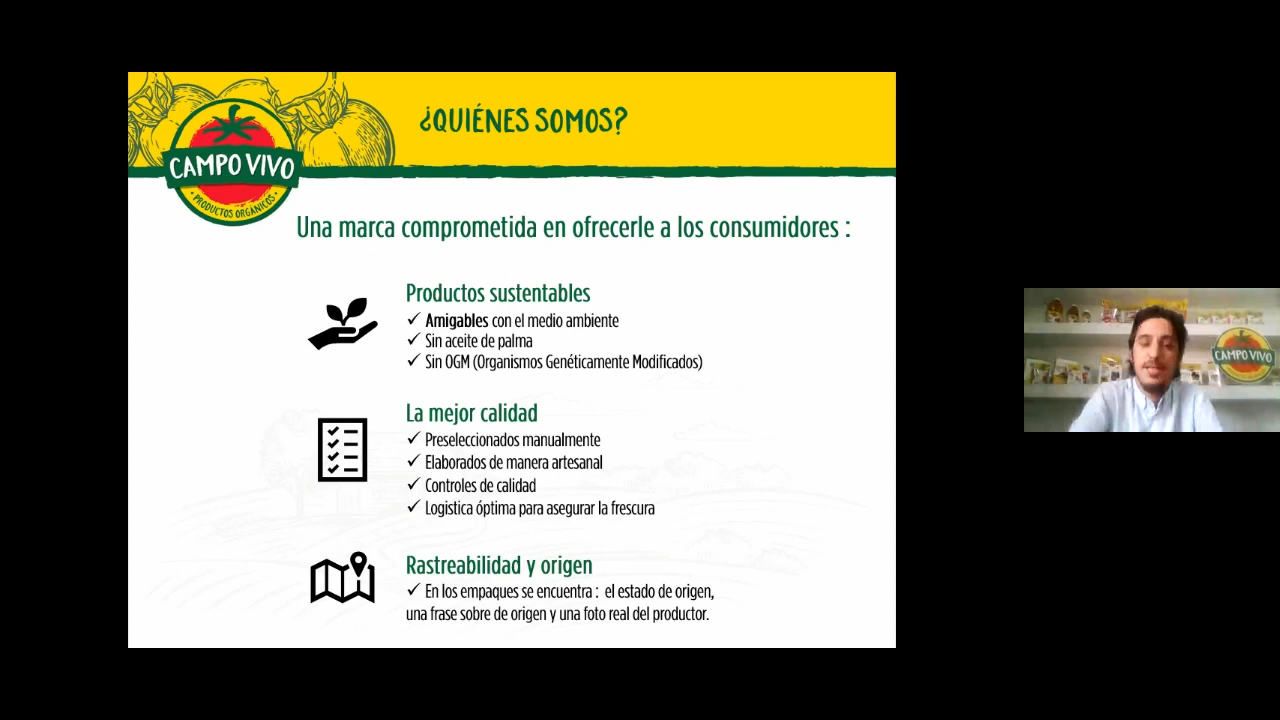 ¿QUIÉNES SOMOS?
CAMPO VIVO
PRODUCTOS ORGÁNICOS
Una marca comprometida en ofrecerle a los consumidores :
Productos sustentables
✓ Amigables con el medio ambiente
✓ Sin aceite de palma
✓ Sin OGM (Organismos Genéticamente Modificados)
La mejor calidad
✓ Preseleccionados manualmente
✓ Elaborados de manera artesanal
✓ Controles de calidad
✓ Logistica óptima para asegurar la frescura
Rastreabilidad y origen
✓ En los empaques se encuentra : el estado de origen,
una frase sobre de origen y una foto real del productor.
CAMPO VIVO